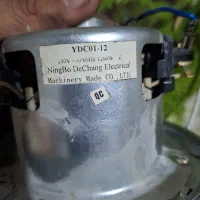 YDC01-12
NingBo DeChang Electrical
Machinery Made CO.,LTD.
QC